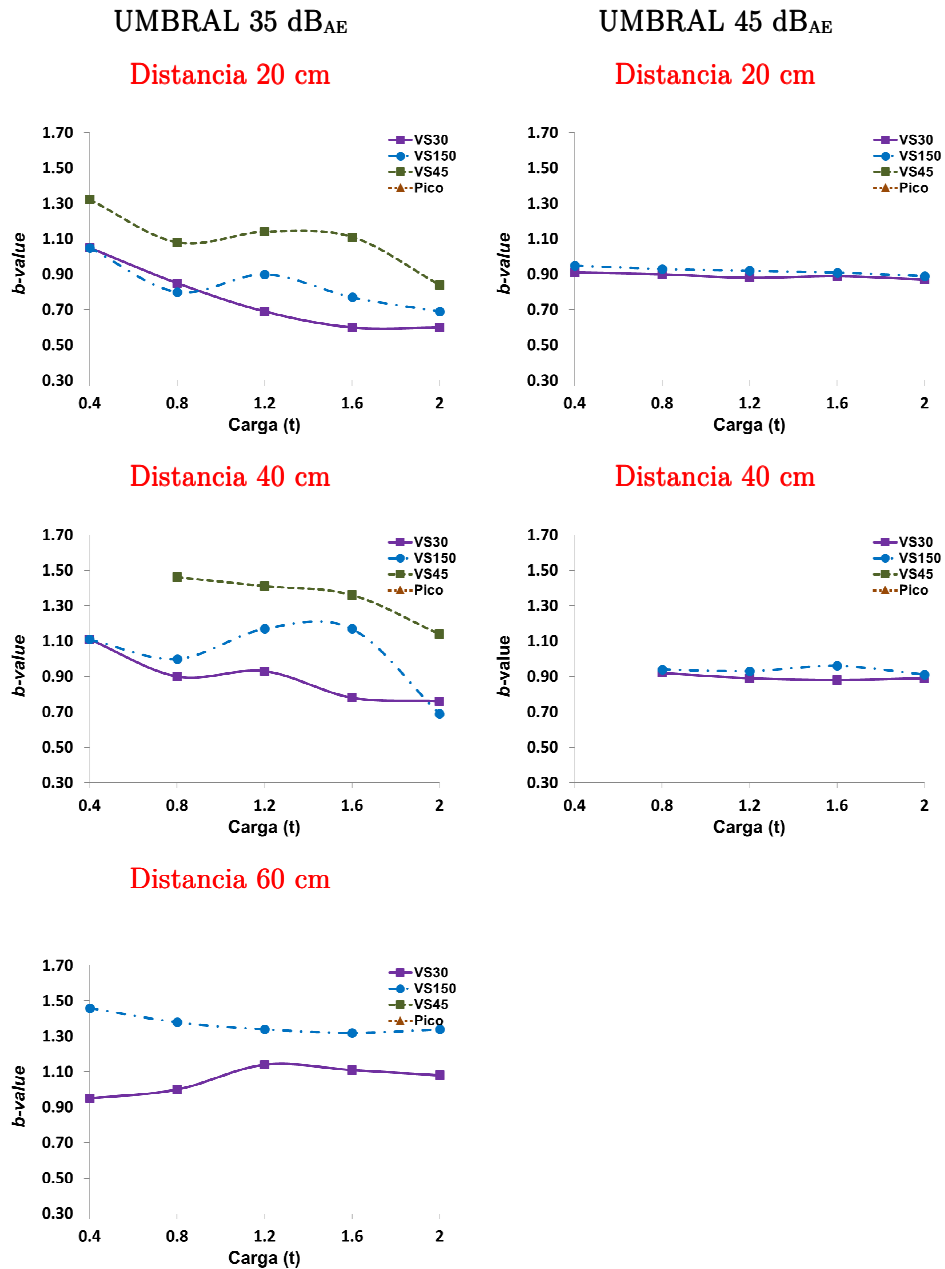 UMBRAL 35 dBAE
UMBRAL 45 dBAE
Distancia 20 cm
Distancia 20 cm
1.70
1.50
1.30
1.10
0.90
0.70
0.50
0.30
b-value
VS30
VS150
VS45
Pico
0.4 0.8 1.2 1.6 2
Carga (t)
1.70
1.50
1.30
1.10
0.90
0.70
0.50
0.30
b-value
VS30
VS150
VS45
Pico
0.4 0.8 1.2 1.6 2
Carga (t)
Distancia 40 cm
Distancia 40 cm
1.70
1.50
1.30
1.10
0.90
0.70
0.50
0.30
b-value
VS30
VS150
VS45
Pico
0.4 0.8 1.2 1.6 2
Carga (t)
1.70
1.50
1.30
1.10
0.90
0.70
0.50
0.30
b-value
VS30
VS150
VS45
Pico
0.4 0.8 1.2 1.6 2
Carga (t)
Distancia 60 cm
1.70
1.50
1.30
1.10
0.90
0.70
0.50
0.30
b-value
VS30
VS150
VS45
Pico
0.4 0.8 1.2 1.6 2
Carga (t)